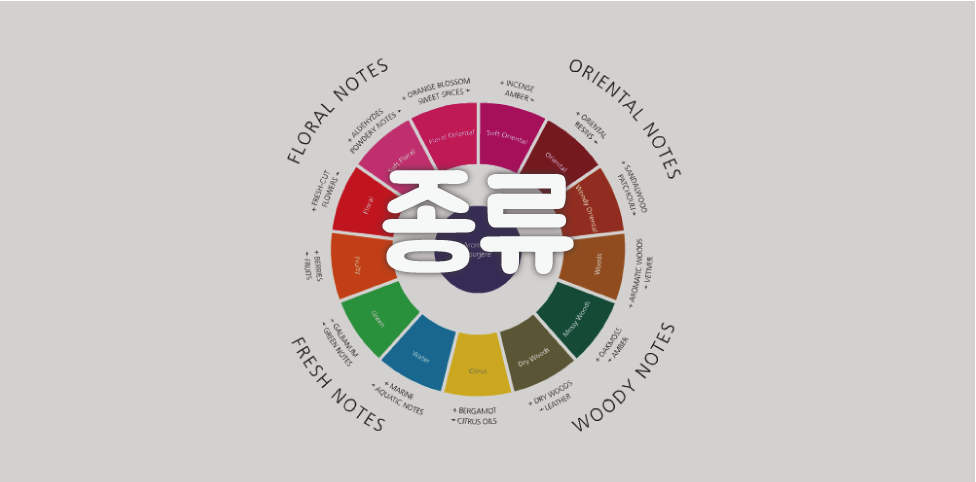 FLORAL NOTES
ORIENTAL NOTES
WOODY NOTES
FRESH NOTES
+ ORANGE BLOSSOM
SWEET SPICES +
+ INCENSE
AMBER +
+ ORIENTAL
RESINS +
+ SANDALWOOD
PATCHOULI +
+ AROMATIC WOODS
+ VETIVER
+ OAKMOSS
+ AMBER
+ DRY WOODS
+ LEATHER
+ BERGAMOT
+ CITRUS OILS
+ MARINE
+ AQUATIC NOTES
+ GALBANUM
+ GREEN NOTES
+ BERRIES
+ FRUITS
+ FRESH-CUT
FLOWERS +
+ ALDEHYDES
POWDERY NOTES +
Floral Oriental
Soft Oriental
Oriental
Woody Oriental
Woods
Mossy Woods
Dry Woods
Citrus
Water
Green
Fruity
Floral
Soft Floral
종류